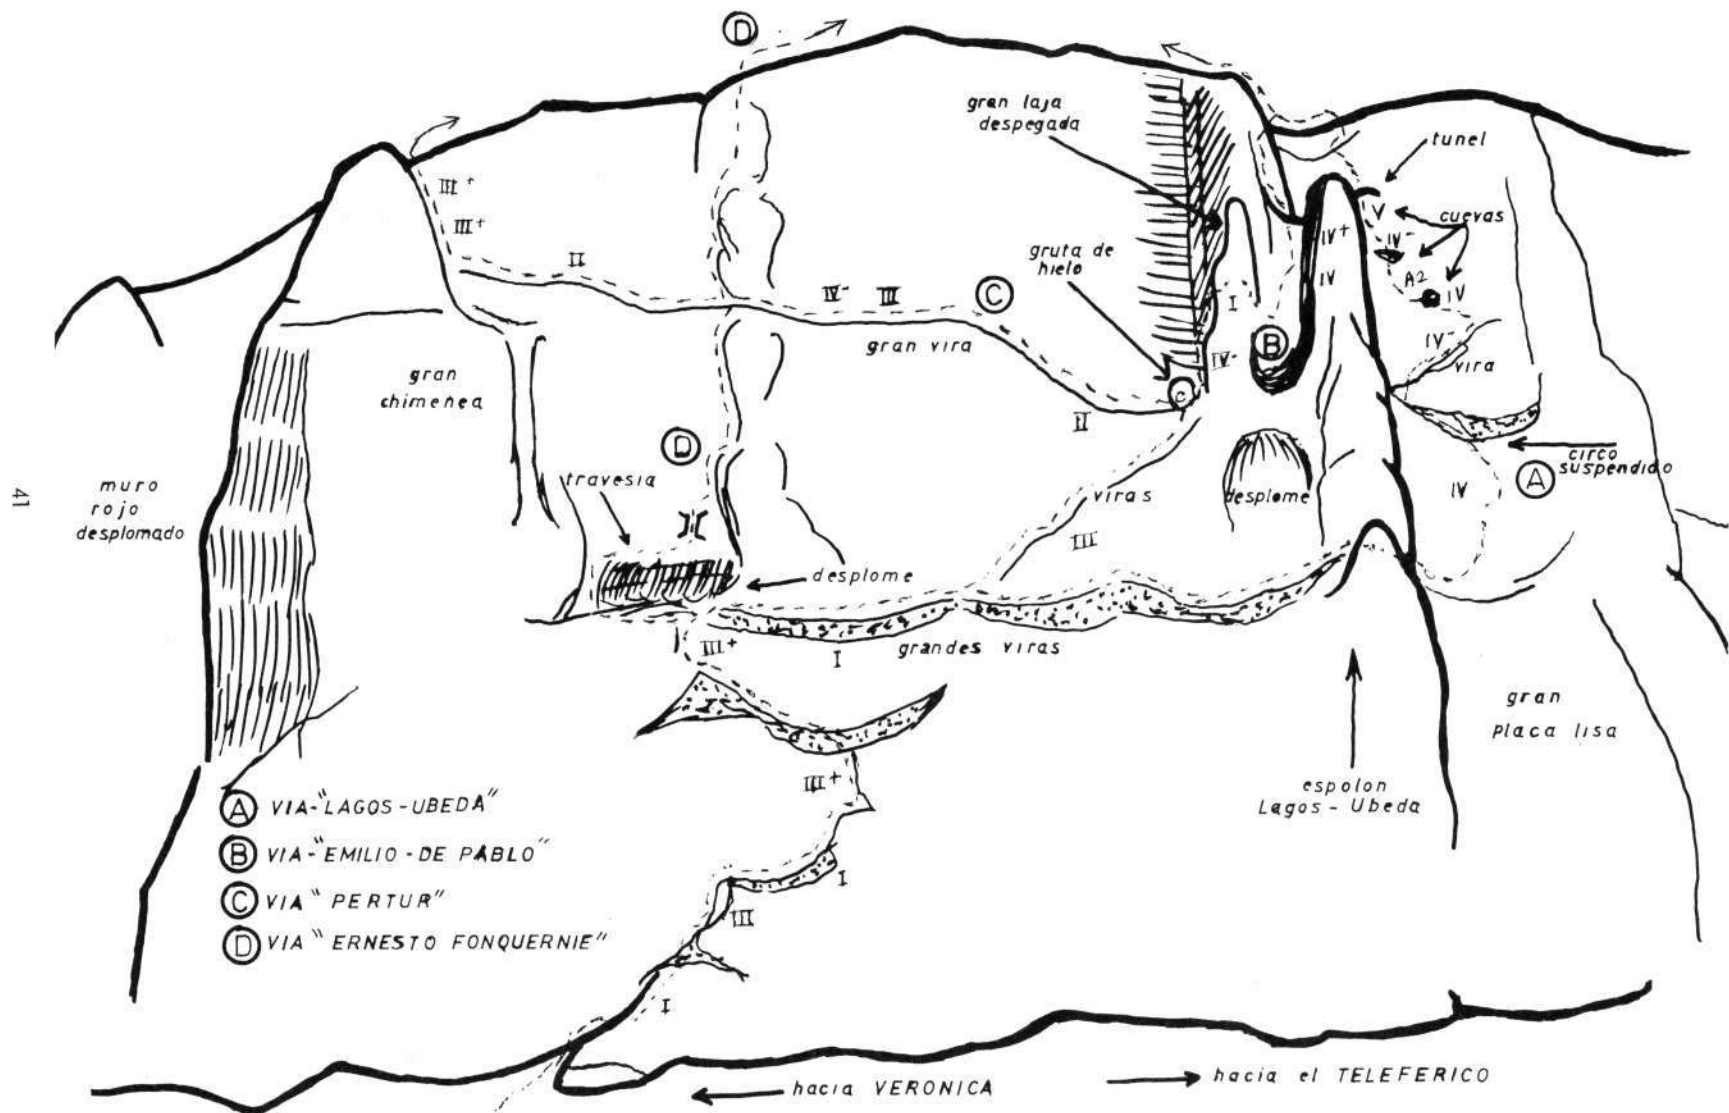 D
gran laja
despegada
tunel
III+
III+
V
cuevas
IV+
IV-
gruta de
hielo
II
IV
A2
IV
C
IV-
III
I
B
IV-
gran vira
IV-
vira
gran
chimenea
C
II
D
circo
suspendido
travesia
muro
rojo
desplomado
viras
desplome
IV
A
41
III
desplome
III+
I
grandes viras
gran
placa lisa
I
III+
espolon
Lagos - Ubeda
A VIA-"LAGOS-UBEDA"
B VIA-"EMILIO-DE PABLO"
I
C VIA "PERTUR"
III
D VIA "ERNESTO FONQUERNIE"
I
hacia VERONICA
hacia el TELEFERICO